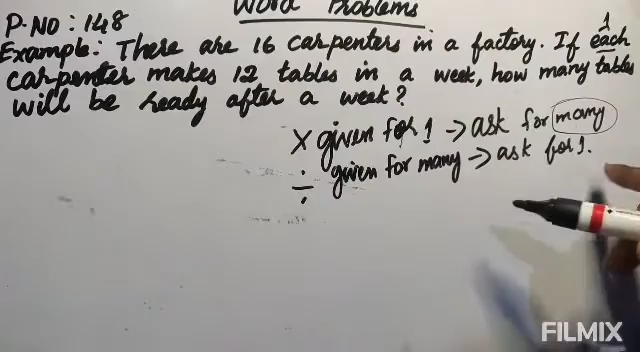 Word Problems
P.NO: 148
1
Example: There are 16 carpenters in a factory. If each
carpenter makes 12 tables in a week, how many tables
will be ready after a week?
× given for 1 → ask for many
÷ given for many → ask for 1.
FILMIX